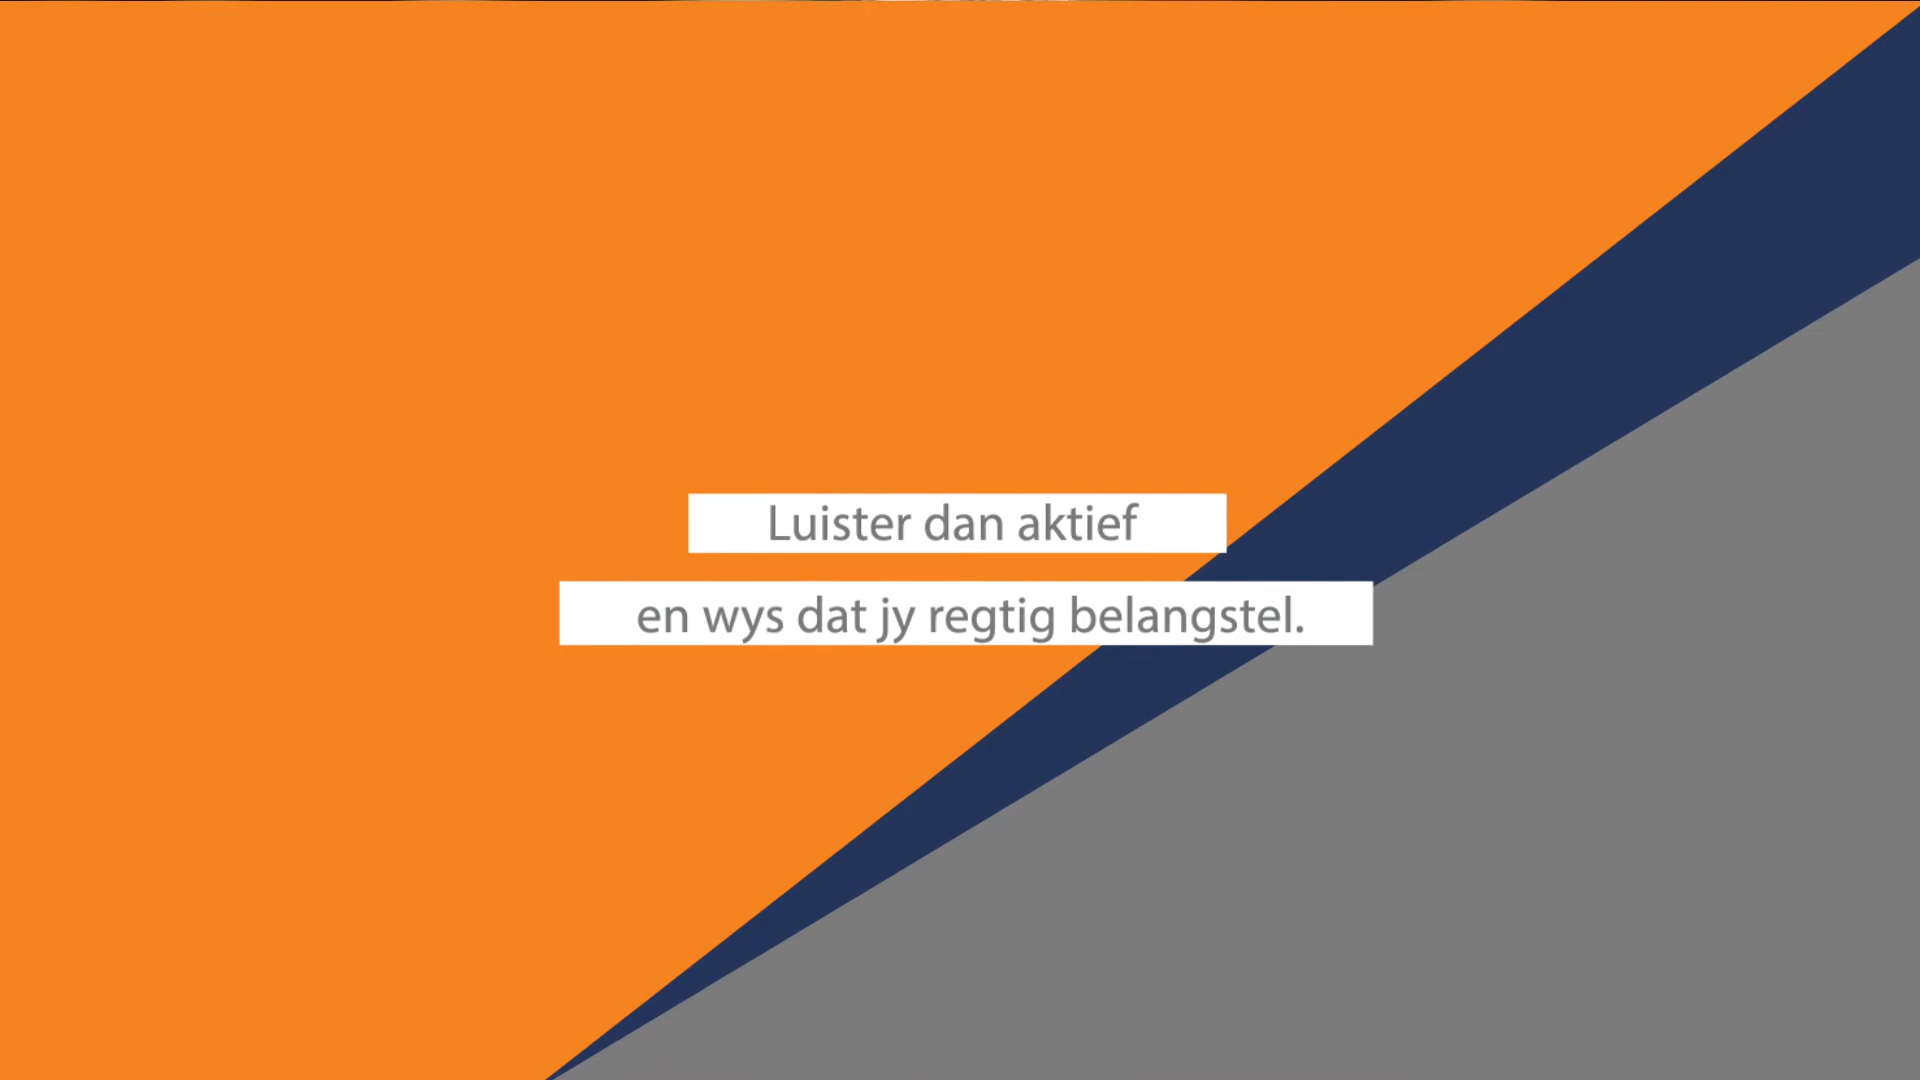 Luister dan aktief
en wys dat jy regtig belangstel.